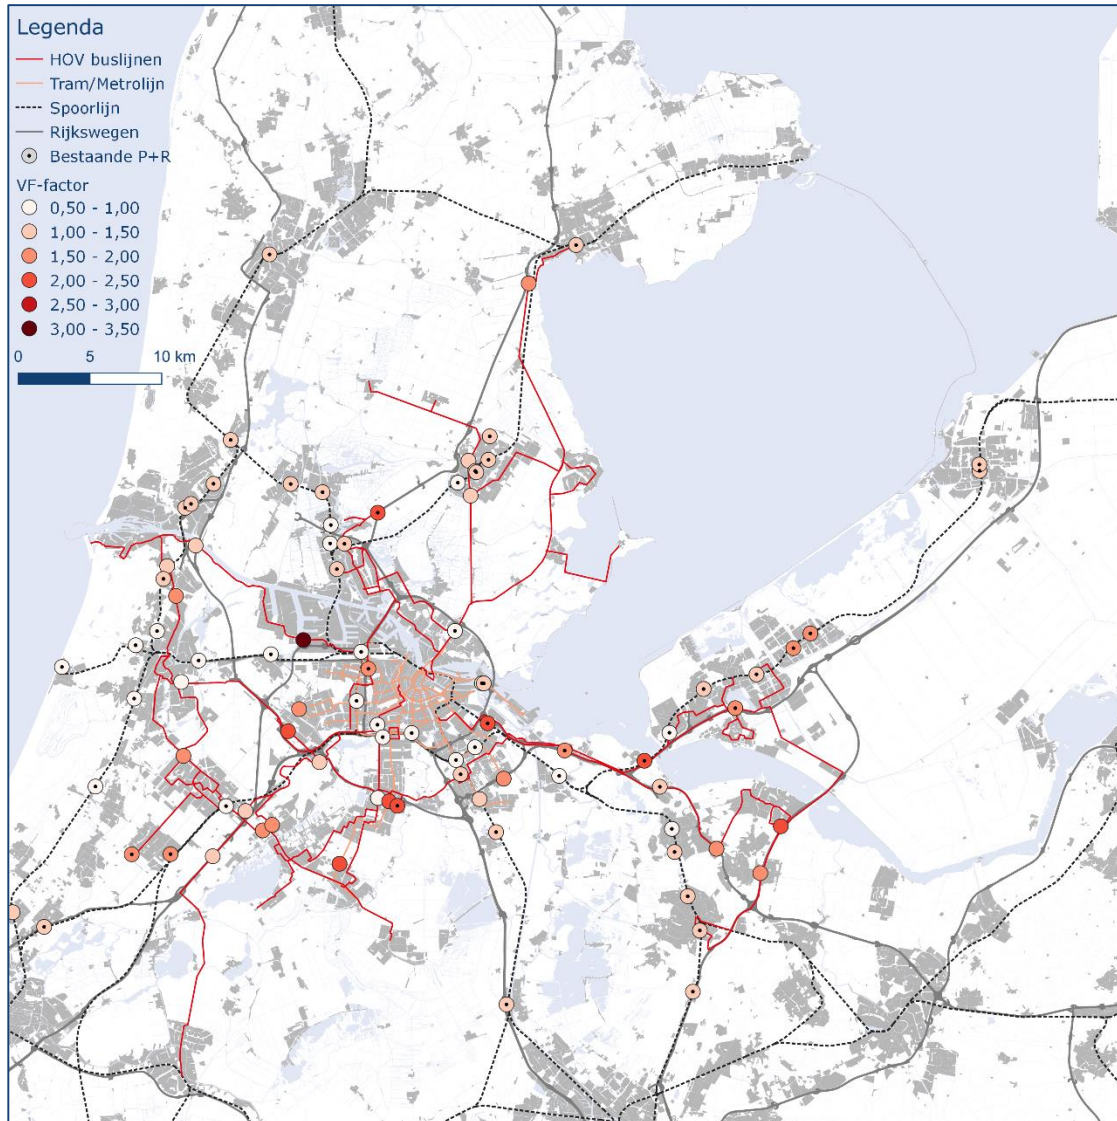 Legenda
HOV buslijnen
Tram/Metrolijn
Spoorlijn
Rijkswegen
Bestaande P+R
VF-factor
0,50 - 1,00
1,00 - 1,50
1,50 - 2,00
2,00 - 2,50
2,50 - 3,00
3,00 - 3,50
0 5 10 km